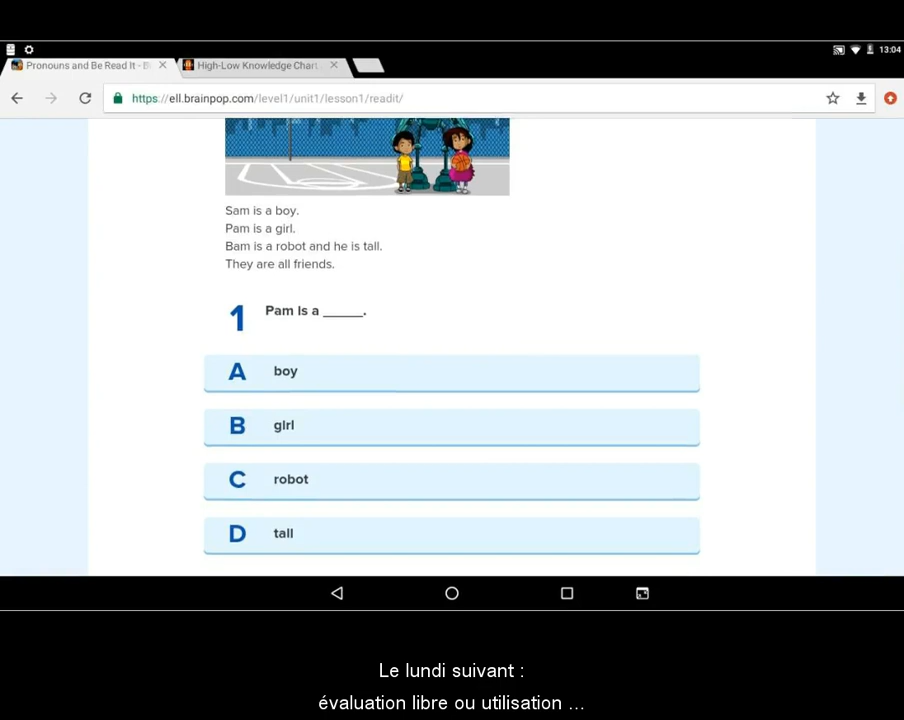 13:04
Pronouns and Be Read It - B
High-Low Knowledge Chart
https://ell.brainpop.com/level1/unit1/lesson1/readit/
Sam is a boy.
Pam is a girl.
Bam is a robot and he is tall.
They are all friends.
1 Pam is a _____.
A boy
B girl
C robot
D tall
Le lundi suivant :
évaluation libre ou utilisation ...